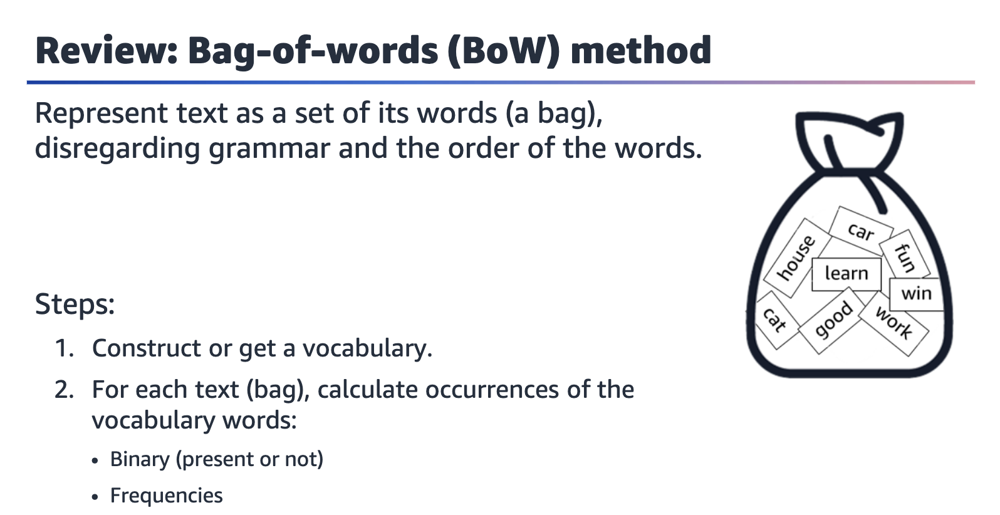 Review: Bag-of-words (BoW) method
Represent text as a set of its words (a bag),
disregarding grammar and the order of the words.
Steps:
1. Construct or get a vocabulary.
2. For each text (bag), calculate occurrences of the
vocabulary words:
• Binary (present or not)
• Frequencies
car
house
fun
learn
win
cat
good
work